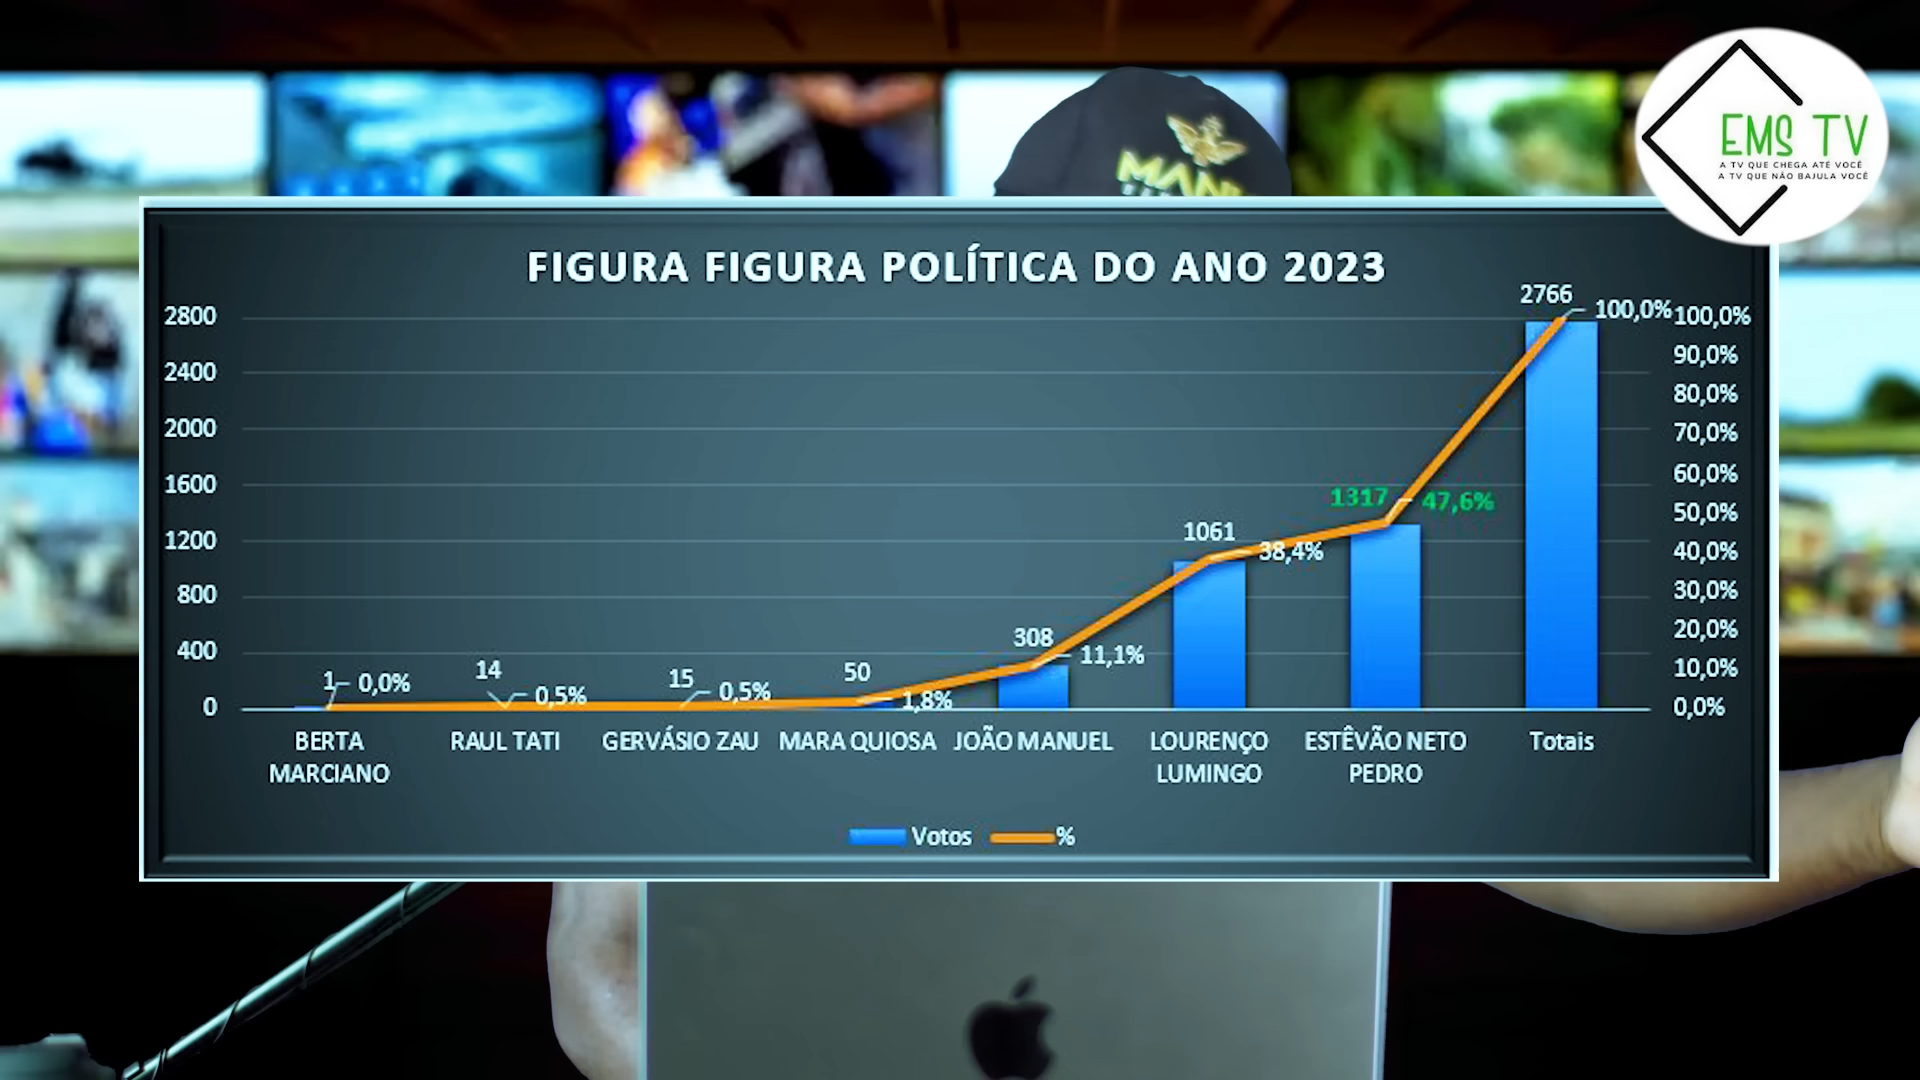 MAN
EMS TV
A TV QUE CHEGA ATÉ VOCÊ
A TV QUE NÃO BAJULA VOCÊ
FIGURA FIGURA POLÍTICA DO ANO 2023
2800
2400
2000
1600
1200
800
400
0
100,0%
90,0%
80,0%
70,0%
60,0%
50,0%
40,0%
30,0%
20,0%
10,0%
0,0%
1 0,0%
14 0,5%
15 0,5%
50 1,8%
308 11,1%
1061 38,4%
1317 47,6%
2766 100,0%
BERTA MARCIANO
RAUL TATI
GERVÁSIO ZAU
MARA QUIOSA
JOÃO MANUEL
LOURENÇO LUMINGO
ESTÊVÃO NETO PEDRO
Totais
Votos %